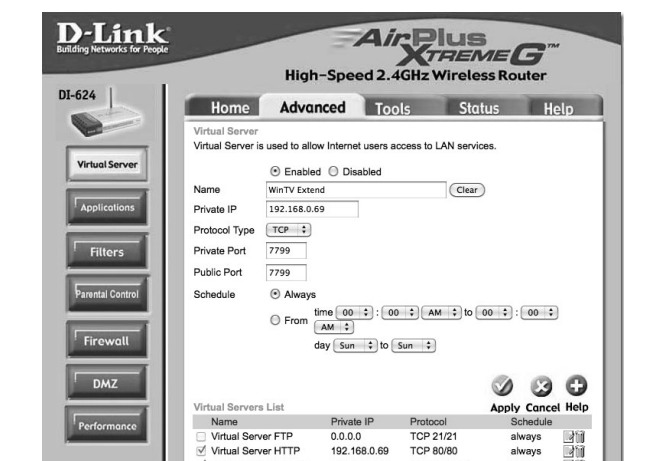 D-Link
Building Networks for People
AirPlus
XTREME G™
High-Speed 2.4GHz Wireless Router
DI-624
Home Advanced Tools Status Help
Virtual Server
Virtual Server is used to allow Internet users access to LAN services.
Virtual Server
Enabled Disabled
Name WinTV Extend Clear
Applications
Private IP 192.168.0.69
Protocol Type TCP
Filters
Private Port 7799
Public Port 7799
Parental Control
Schedule Always
From time 00 : 00 AM to 00 : 00
AM
day Sun to Sun
Firewall
DMZ
Performance
Apply Cancel Help
Virtual Servers List
Name Private IP Protocol Schedule
Virtual Server FTP 0.0.0.0 TCP 21/21 always
Virtual Server HTTP 192.168.0.69 TCP 80/80 always